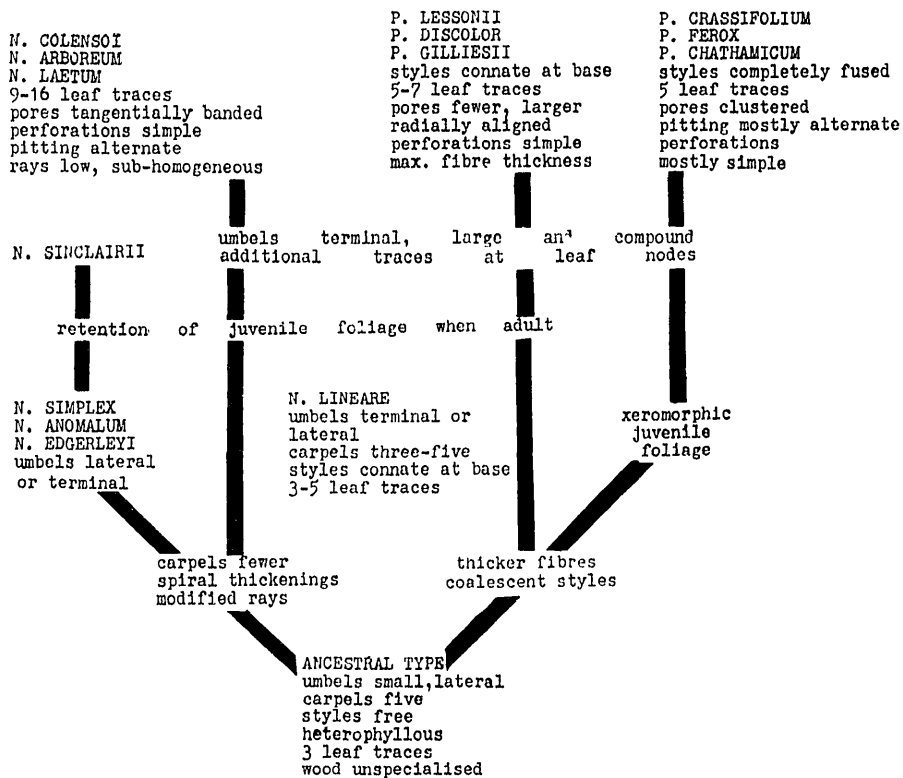 N. COLENSOI
N. ARBOREUM
N. LAETUM
9-16 leaf traces
pores tangentially banded
perforations simple
pitting alternate
rays low, sub-homogeneous
P. LESSONII
P. DISCOLOR
P. GILLIESII
styles connate at base
5-7 leaf traces
pores fewer, larger
radially aligned
perforations simple
max. fibre thickness
P. CRASSIFOLIUM
P. FEROX
P. CHATHAMICUM
styles completely fused
5 leaf traces
pores clustered
pitting mostly alternate
perforations
mostly simple
umbels terminal, large and compound
additional traces at leaf nodes
N. SINCLAIRII
retention of juvenile foliage when adult
N. SIMPLEX
N. ANOMALUM
N. EDGERLEYI
umbels lateral
or terminal
N. LINEARE
umbels terminal or
lateral
carpels three-five
styles connate at base
3-5 leaf traces
xeromorphic
juvenile
foliage
carpels fewer
spiral thickenings
modified rays
thicker fibres
coalescent styles
ANCESTRAL TYPE
umbels small, lateral
carpels five
styles free
heterophyllous
3 leaf traces
wood unspecialised